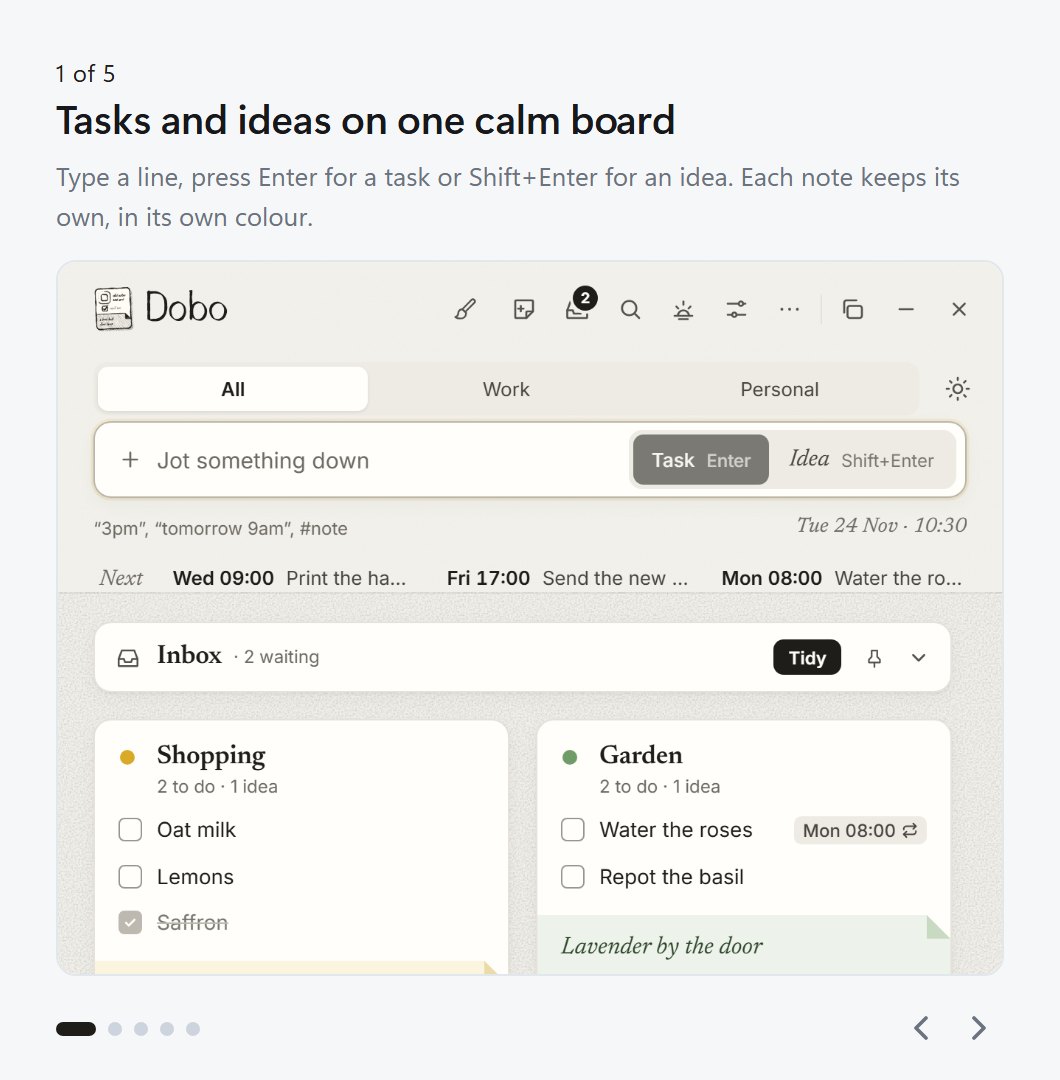 1 of 5
Tasks and ideas on one calm board
Type a line, press Enter for a task or Shift+Enter for an idea. Each note keeps its
own, in its own colour.
Dobo
2
All Work Personal
Jot something down Task Enter Idea Shift+Enter
“3pm”, “tomorrow 9am”, #note Tue 24 Nov · 10:30
Next Wed 09:00 Print the ha... Fri 17:00 Send the new ... Mon 08:00 Water the ro...
Inbox · 2 waiting Tidy
Shopping
2 to do · 1 idea
Oat milk
Lemons
Saffron
Garden
2 to do · 1 idea
Water the roses Mon 08:00
Repot the basil
Lavender by the door